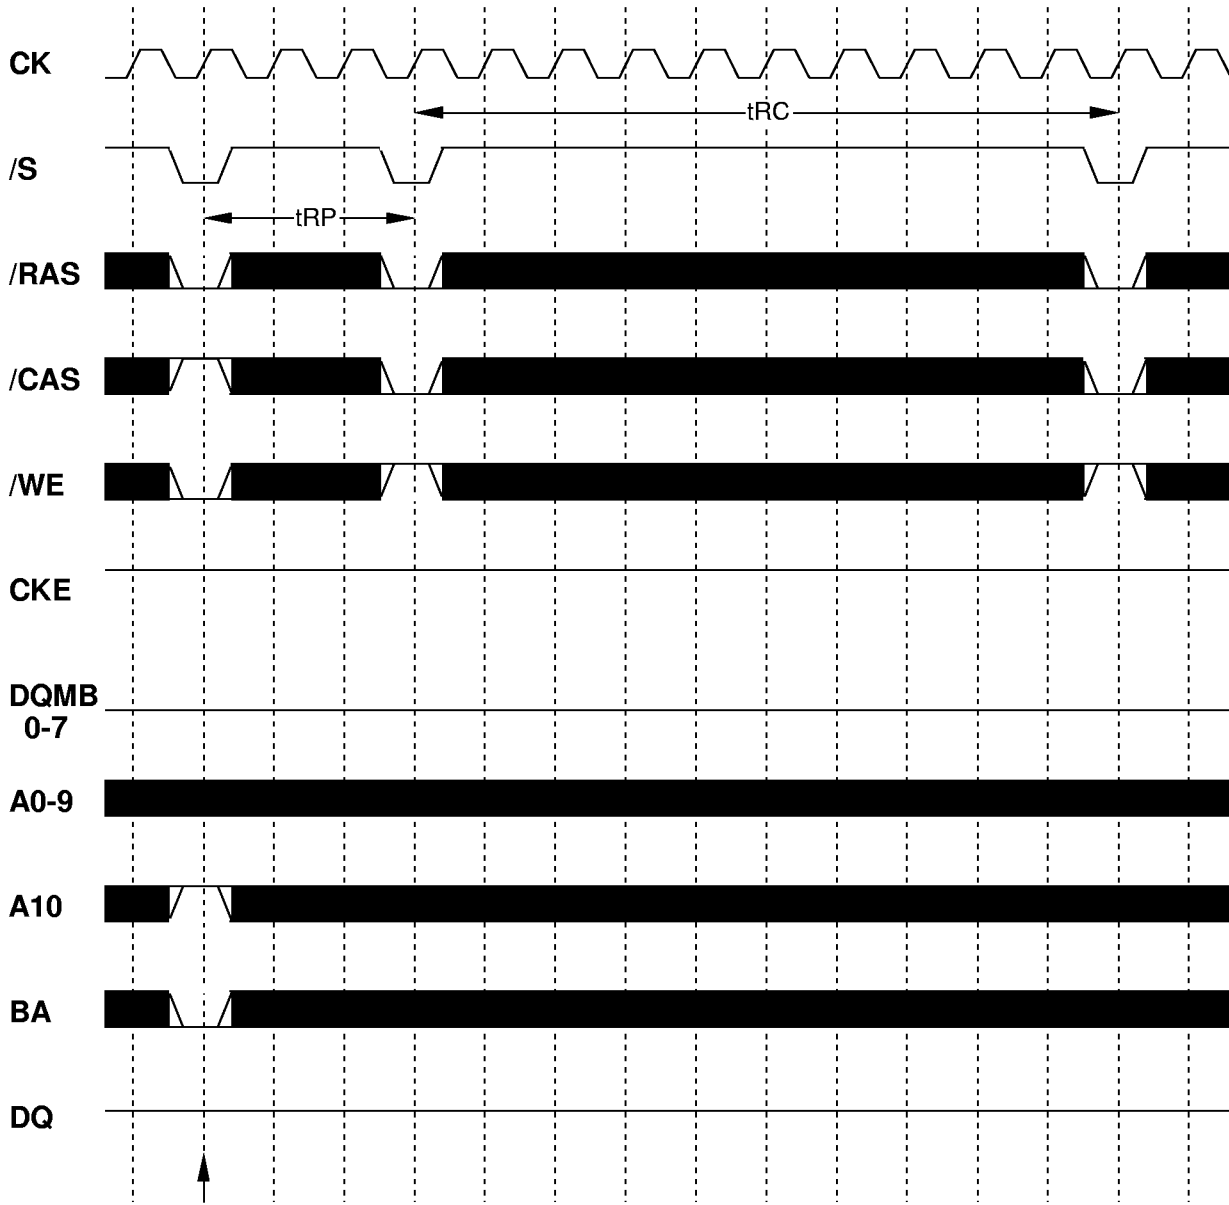 CK
tRC
/S
tRP
/RAS
/CAS
/WE
CKE
DQMB
0-7
A0-9
A10
BA
DQ